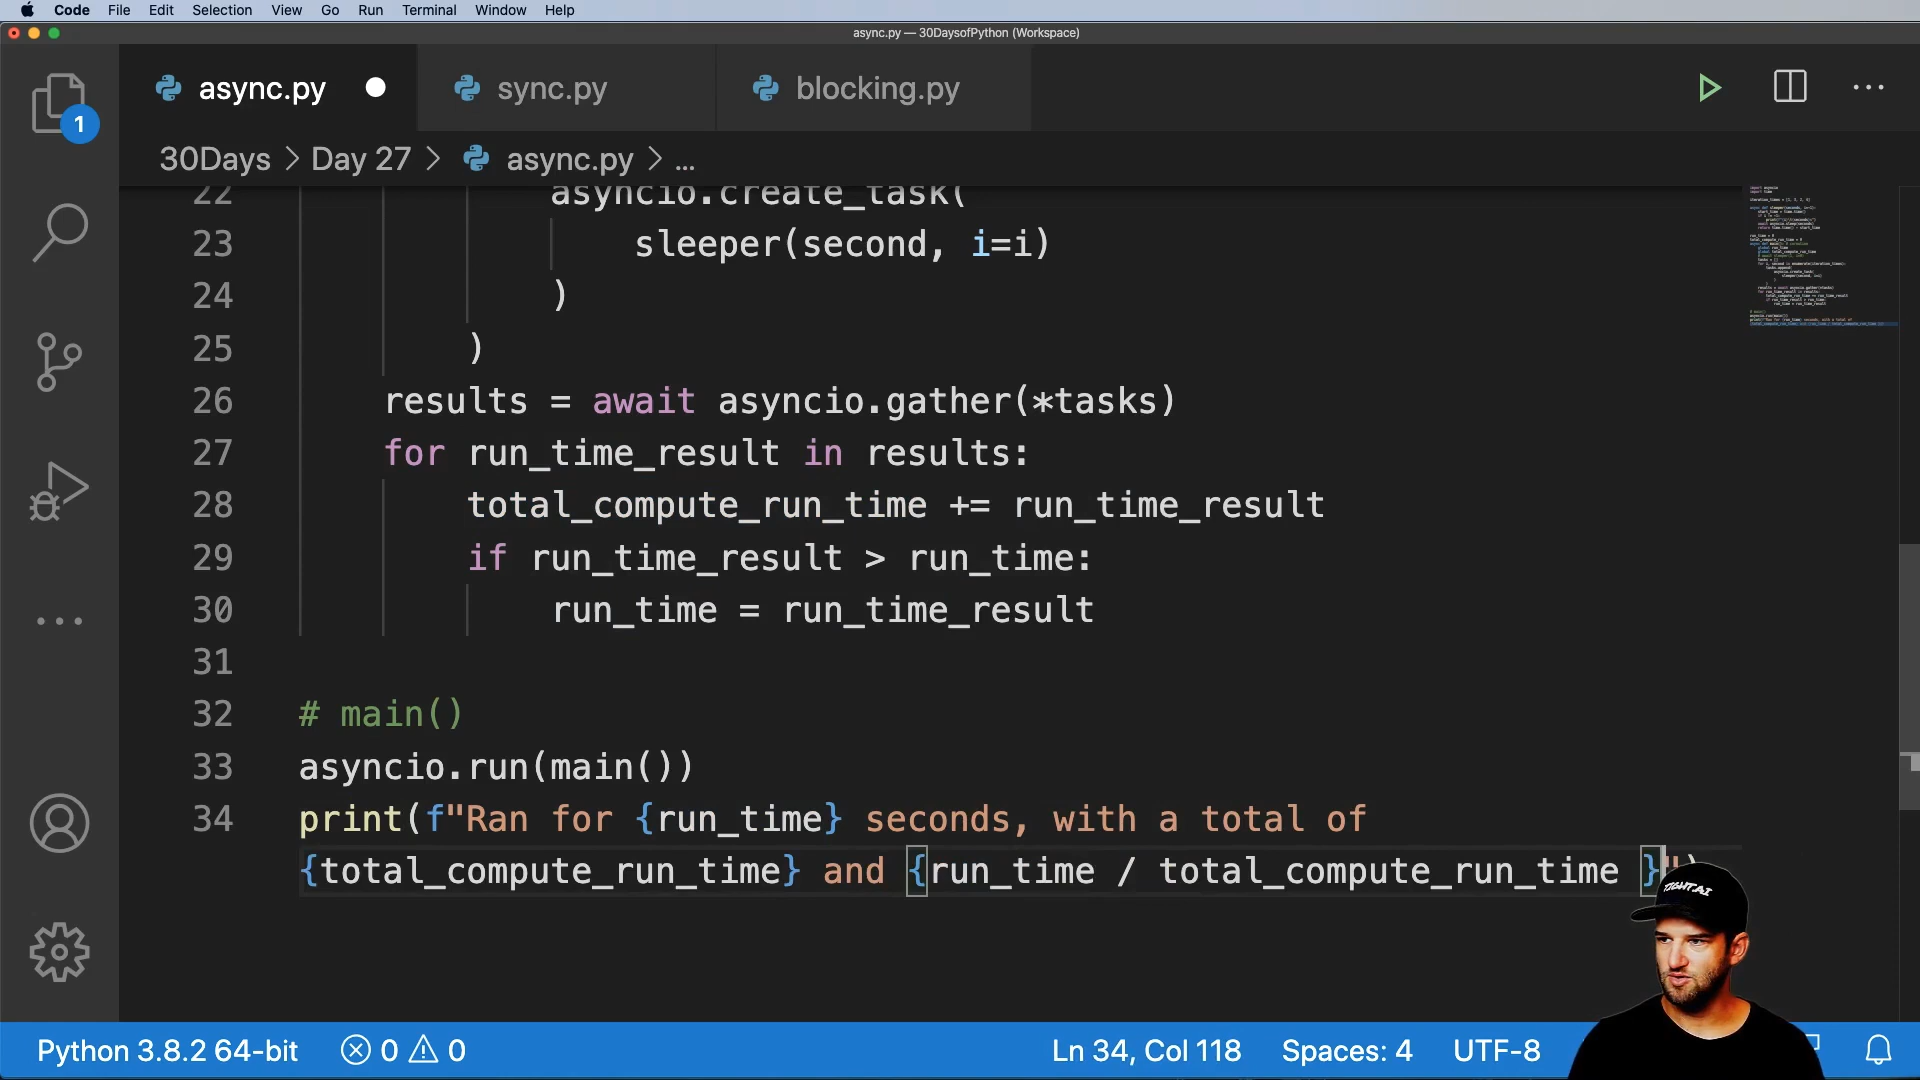 Code File Edit Selection View Go Run Terminal Window Help
async.py — 30DaysofPython (Workspace)
async.py sync.py blocking.py
1
30Days > Day 27 > async.py > ...
22 asyncio.create_task(
23 sleeper(second, i=i)
24 )
25 )
26 results = await asyncio.gather(*tasks)
27 for run_time_result in results:
28 total_compute_run_time += run_time_result
29 if run_time_result > run_time:
30 run_time = run_time_result
31
32 # main()
33 asyncio.run(main())
34 print(f"Ran for {run_time} seconds, with a total of
{total_compute_run_time} and {run_time / total_compute_run_time }")
TIGHT.AI
Python 3.8.2 64-bit 0 0 Ln 34, Col 118 Spaces: 4 UTF-8